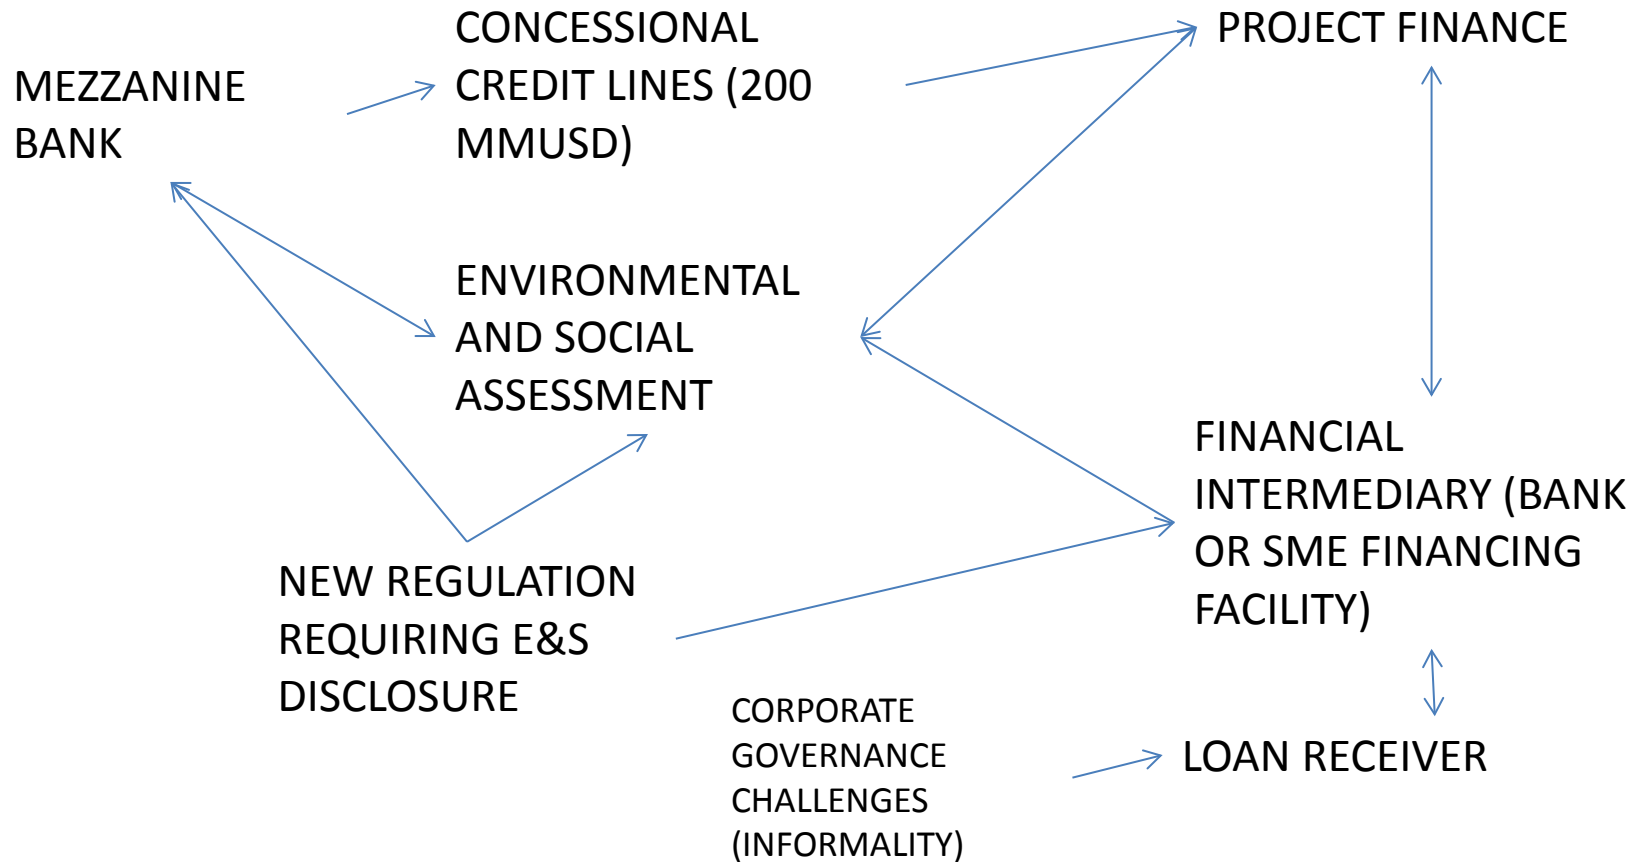 MEZZANINE
BANK
CONCESSIONAL
CREDIT LINES (200
MMUSD)
PROJECT FINANCE
ENVIRONMENTAL
AND SOCIAL
ASSESSMENT
FINANCIAL
INTERMEDIARY (BANK
OR SME FINANCING
FACILITY)
NEW REGULATION
REQUIRING E&S
DISCLOSURE
CORPORATE
GOVERNANCE
CHALLENGES
(INFORMALITY)
LOAN RECEIVER